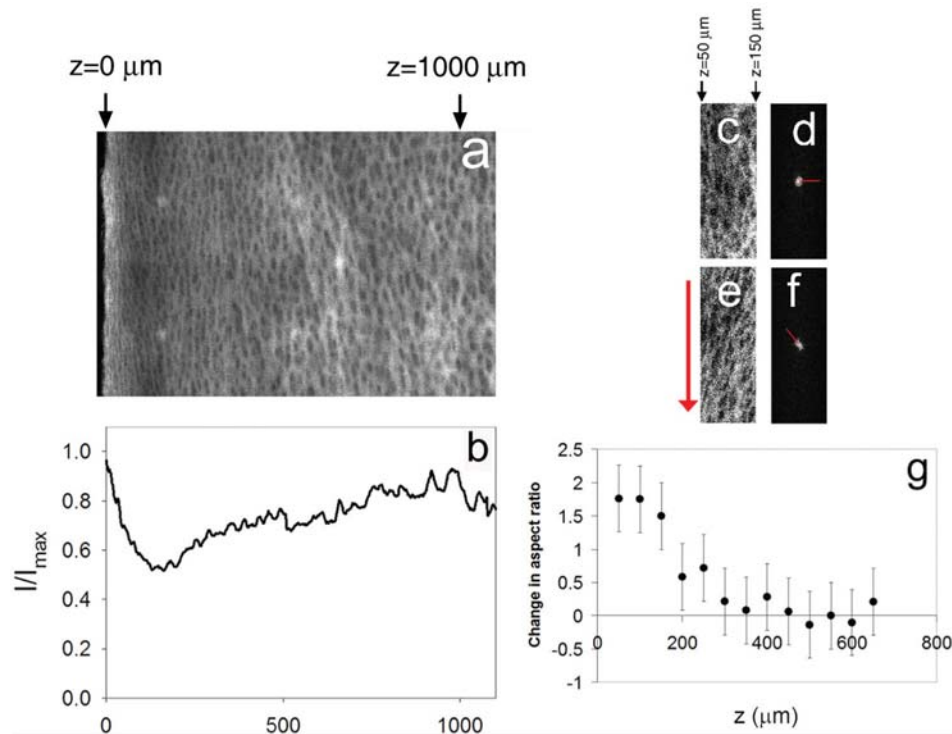 z=0 μm
z=1000 μm
a
b
I/Imax
1.0
0.8
0.6
0.4
0.2
0.0
0
500
1000
z=50 μm
z=150 μm
c
d
e
f
g
Change in aspect ratio
2.5
2
1.5
1
0.5
0
-0.5
-1
0
200
400
600
800
z (μm)